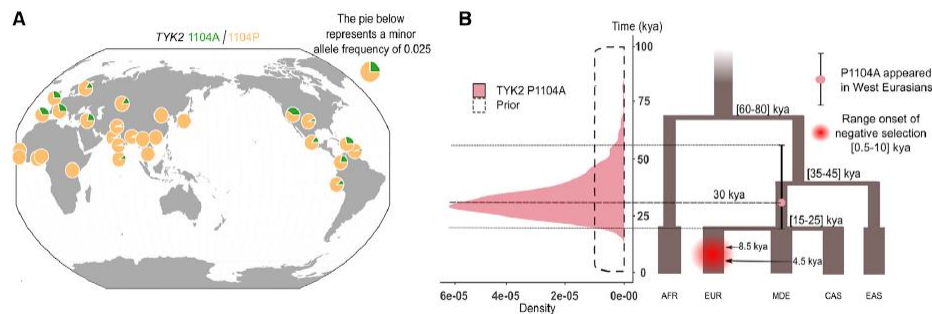 A
TYK2 1104A / 1104P
The pie below
represents a minor
allele frequency of 0.025
B
Time (kya)
100
75
50
25
0
TYK2 P1104A
Prior
6e-05 4e-05 2e-05 0e-00
Density
[60-80] kya
[35-45] kya
30 kya
[15-25] kya
8.5 kya
4.5 kya
AFR EUR MDE CAS EAS
P1104A appeared
in West Eurasians
Range onset of
negative selection
[0.5-10] kya